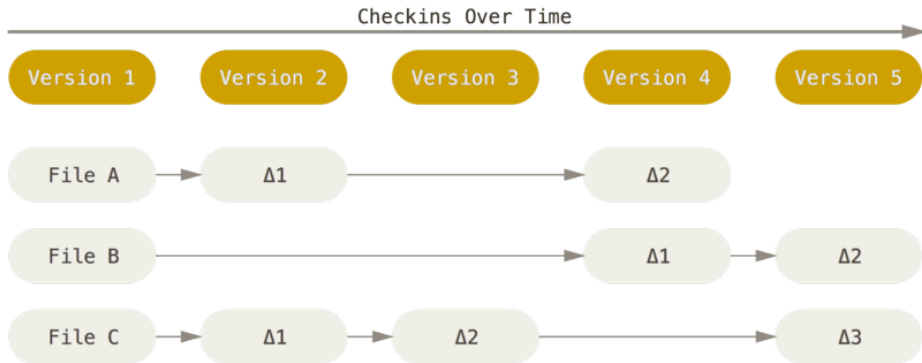 Checkins Over Time
Version 1 Version 2 Version 3 Version 4 Version 5
File A Δ1 Δ2
File B Δ1 Δ2
File C Δ1 Δ2 Δ3